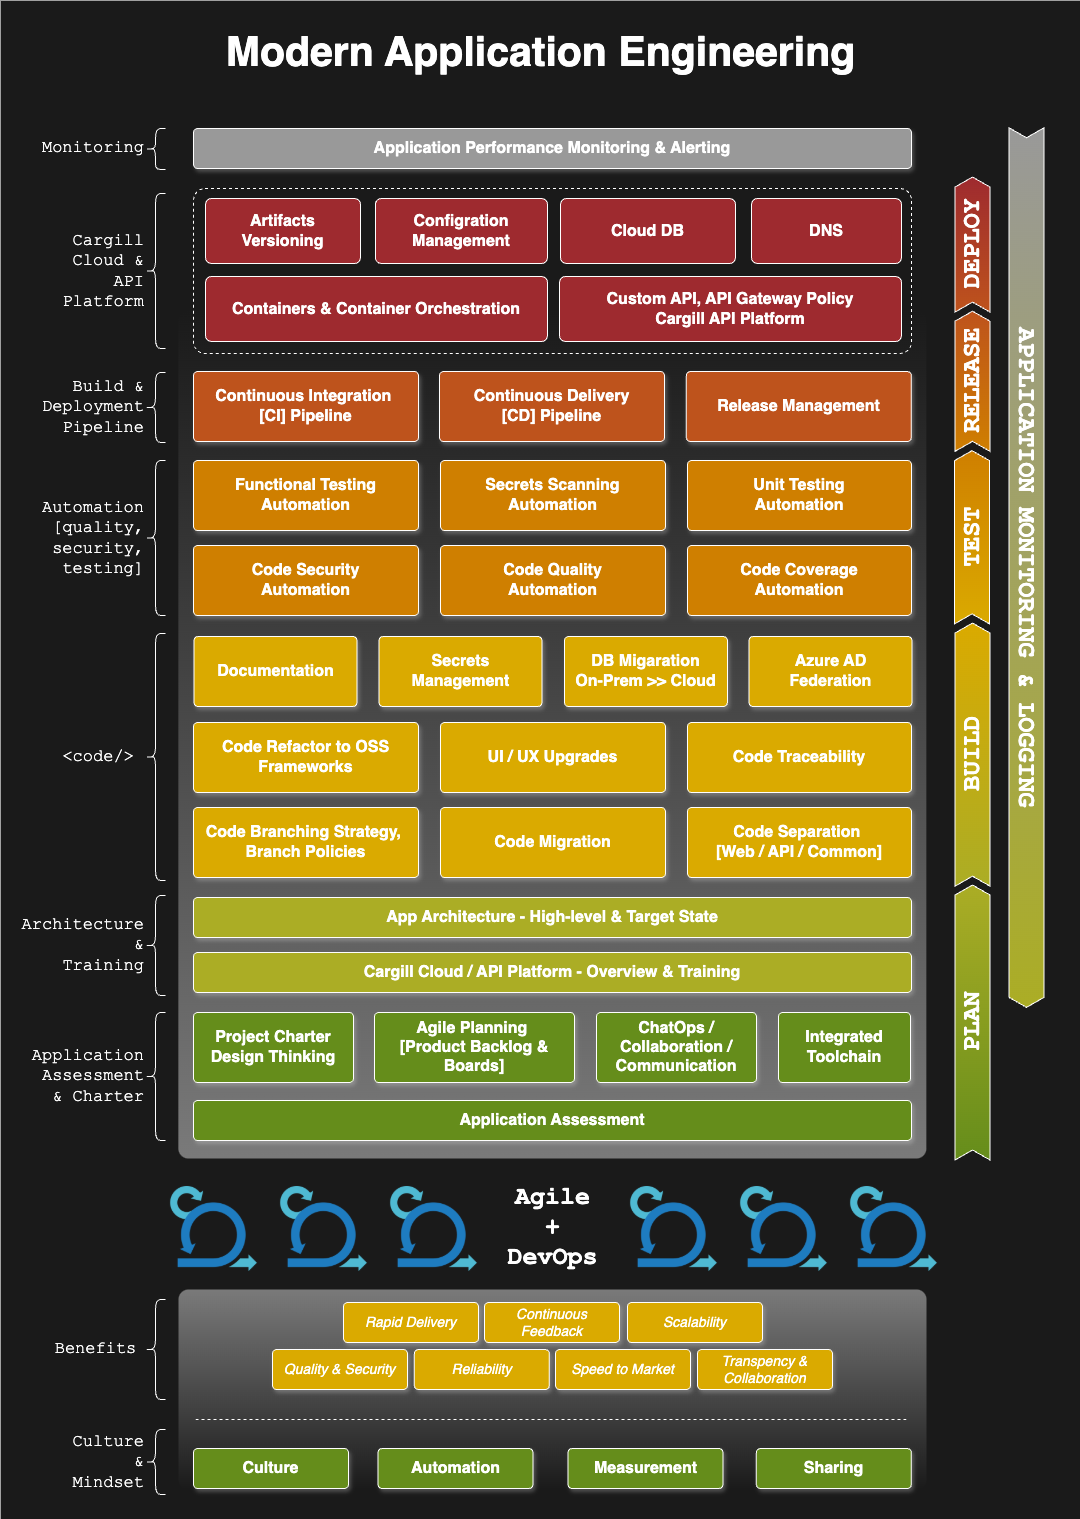 Modern Application Engineering
Monitoring
Application Performance Monitoring & Alerting
Cargill
Cloud &
API
Platform
Artifacts
Versioning
Configration
Management
Cloud DB
DNS
Containers & Container Orchestration
Custom API, API Gateway Policy
Cargill API Platform
Build &
Deployment
Pipeline
Continuous Integration
[CI] Pipeline
Continuous Delivery
[CD] Pipeline
Release Management
Automation
[quality,
security,
testing]
Functional Testing
Automation
Secrets Scanning
Automation
Unit Testing
Automation
Code Security
Automation
Code Quality
Automation
Code Coverage
Automation
<code/>
Documentation
Secrets
Management
DB Migaration
On-Prem >> Cloud
Azure AD
Federation
Code Refactor to OSS
Frameworks
UI / UX Upgrades
Code Traceability
Code Branching Strategy,
Branch Policies
Code Migration
Code Separation
[Web / API / Common]
Architecture
&
Training
App Architecture - High-level & Target State
Cargill Cloud / API Platform - Overview & Training
Application
Assessment
& Charter
Project Charter
Design Thinking
Agile Planning
[Product Backlog &
Boards]
ChatOps /
Collaboration /
Communication
Integrated
Toolchain
Application Assessment
DEPLOY
RELEASE
TEST
BUILD
PLAN
APPLICATION MONITORING & LOGGING
Agile
+
DevOps
Benefits
Rapid Delivery
Continuous
Feedback
Scalability
Quality & Security
Reliability
Speed to Market
Transpency &
Collaboration
Culture
&
Mindset
Culture
Automation
Measurement
Sharing